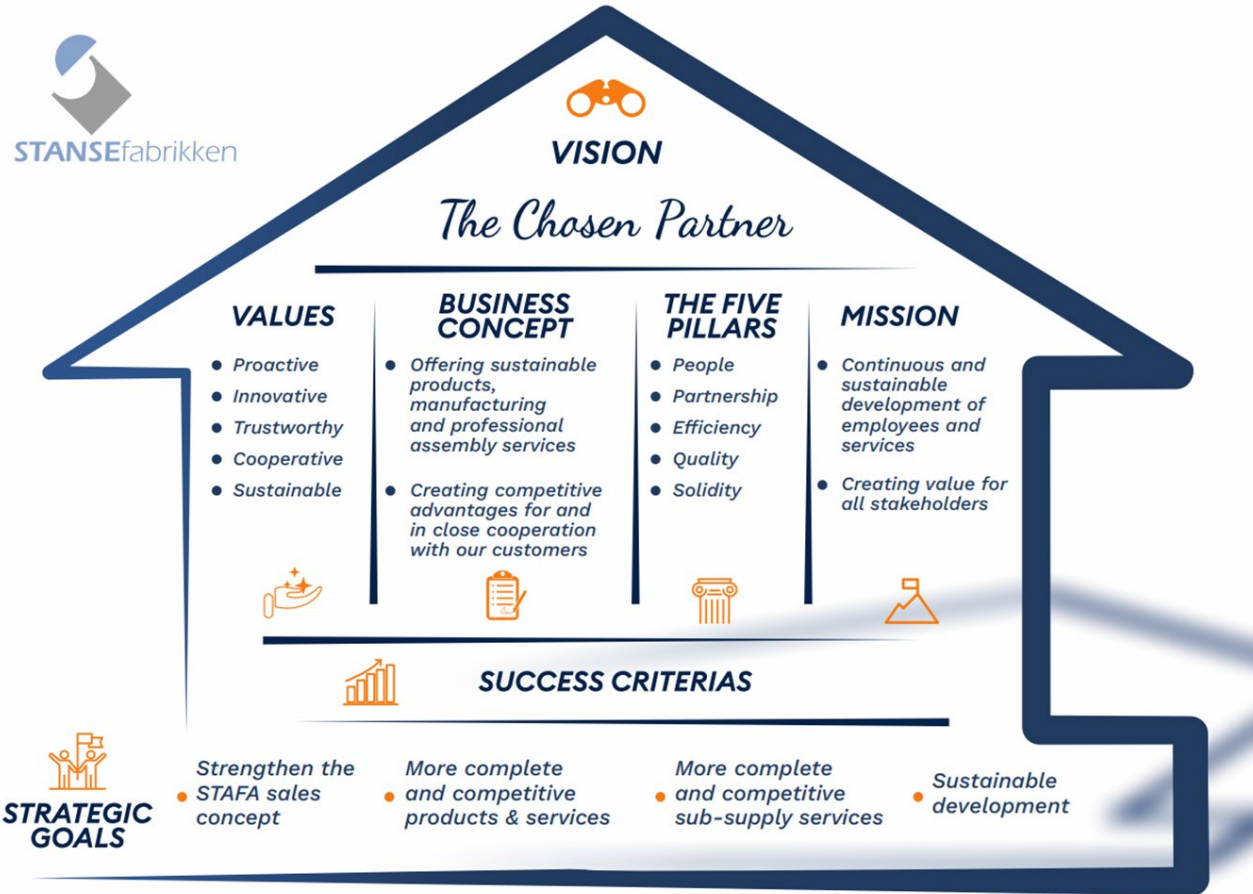 STANSEfabrikken
VISION
The Chosen Partner
VALUES
Proactive
Innovative
Trustworthy
Cooperative
Sustainable
BUSINESS
CONCEPT
Offering sustainable
products,
manufacturing
and professional
assembly services
Creating competitive
advantages for and
in close cooperation
with our customers
THE FIVE
PILLARS
People
Partnership
Efficiency
Quality
Solidity
MISSION
Continuous and
sustainable
development of
employees and
services
Creating value for
all stakeholders
SUCCESS CRITERIAS
STRATEGIC
GOALS
Strengthen the
STAFA sales
concept
More complete
and competitive
products & services
More complete
and competitive
sub-supply services
Sustainable
development